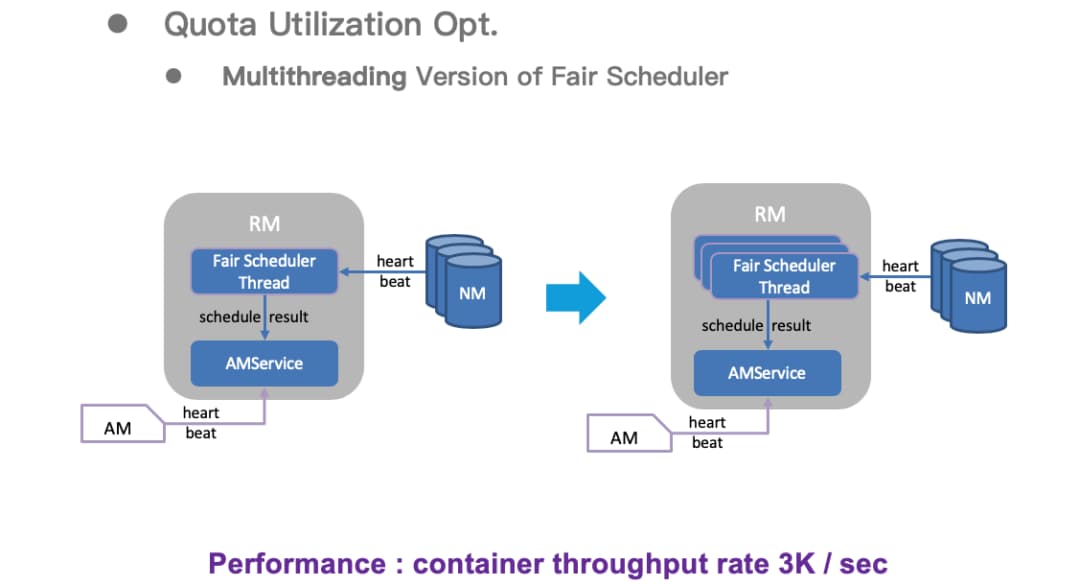 Quota Utilization Opt.
Multithreading Version of Fair Scheduler
RM
Fair Scheduler
Thread
heart
beat
NM
schedule result
AMService
AM
heart
beat
RM
Fair Scheduler
Thread
heart
beat
NM
schedule result
AMService
AM
heart
beat
Performance : container throughput rate 3K / sec